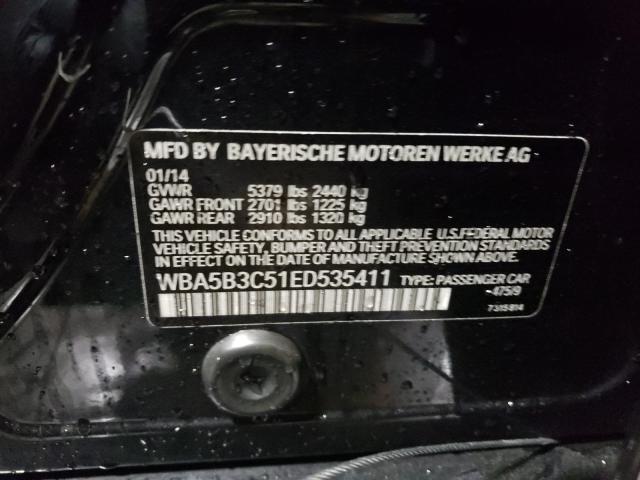 MFD BY BAYERISCHE MOTOREN WERKE AG
01/14
GVWR 5379 lbs 2440 kg
GAWR FRONT 2701 lbs 1225 kg
GAWR REAR 2910 lbs 1320 kg
THIS VEHICLE CONFORMS TO ALL APPLICABLE U.S.FEDERAL MOTOR
VEHICLE SAFETY, BUMPER AND THEFT PREVENTION STANDARDS
IN EFFECT ON THE DATE OF MANUFACTURE SHOWN ABOVE.
WBA5B3C51ED535411 TYPE: PASSENGER CAR
-475/9